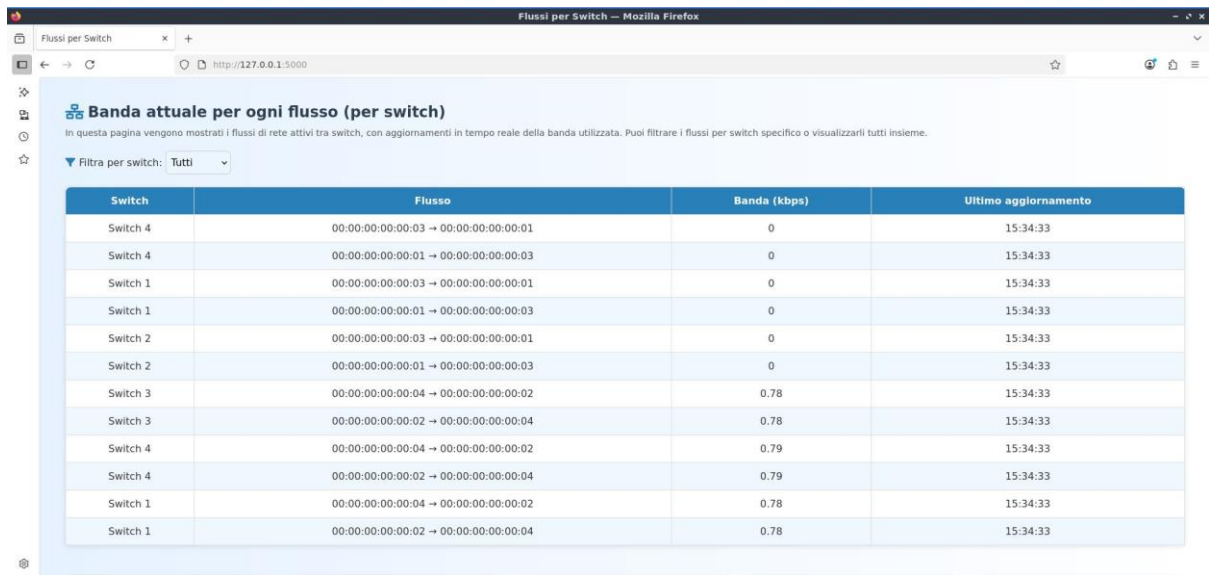 Flussi per Switch — Mozilla Firefox
Flussi per Switch
http://127.0.0.1:5000
Banda attuale per ogni flusso (per switch)
In questa pagina vengono mostrati i flussi di rete attivi tra switch, con aggiornamenti in tempo reale della banda utilizzata. Puoi filtrare i flussi per switch specifico o visualizzarli tutti insieme.
Filtra per switch: Tutti
Switch Flusso Banda (kbps) Ultimo aggiornamento
Switch 4 00:00:00:00:00:03 → 00:00:00:00:00:01 0 15:34:33
Switch 4 00:00:00:00:00:01 → 00:00:00:00:00:03 0 15:34:33
Switch 1 00:00:00:00:00:03 → 00:00:00:00:00:01 0 15:34:33
Switch 1 00:00:00:00:00:01 → 00:00:00:00:00:03 0 15:34:33
Switch 2 00:00:00:00:00:03 → 00:00:00:00:00:01 0 15:34:33
Switch 2 00:00:00:00:00:01 → 00:00:00:00:00:03 0 15:34:33
Switch 3 00:00:00:00:00:04 → 00:00:00:00:00:02 0.78 15:34:33
Switch 3 00:00:00:00:00:02 → 00:00:00:00:00:04 0.78 15:34:33
Switch 4 00:00:00:00:00:04 → 00:00:00:00:00:02 0.79 15:34:33
Switch 4 00:00:00:00:00:02 → 00:00:00:00:00:04 0.79 15:34:33
Switch 1 00:00:00:00:00:04 → 00:00:00:00:00:02 0.78 15:34:33
Switch 1 00:00:00:00:00:02 → 00:00:00:00:00:04 0.78 15:34:33